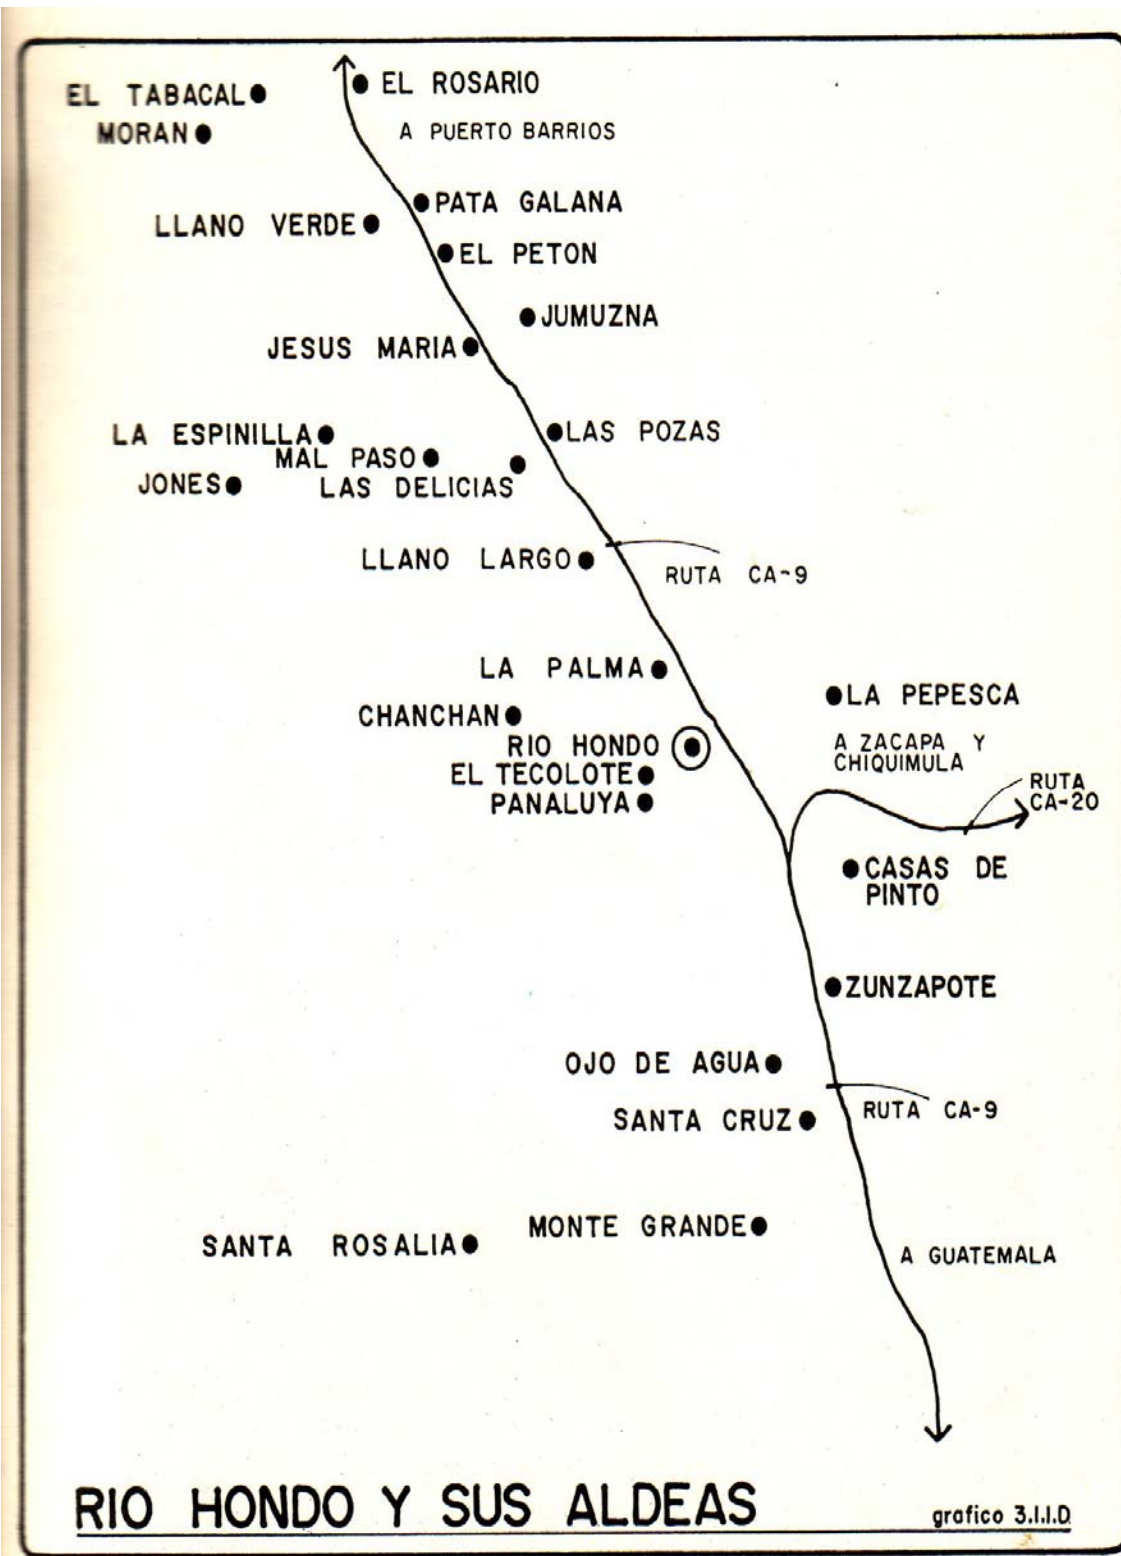 EL TABACAL
EL ROSARIO
MORAN
A PUERTO BARRIOS
PATA GALANA
LLANO VERDE
EL PETON
JUMUZNA
JESUS MARIA
LA ESPINILLA
LAS POZAS
MAL PASO
JONES
LAS DELICIAS
LLANO LARGO
RUTA CA-9
LA PALMA
LA PEPESCA
CHANCHAN
RIO HONDO
A ZACAPA Y
CHIQUIMULA
EL TECOLOTE
RUTA
CA-20
PANALUYA
CASAS DE
PINTO
ZUNZAPOTE
OJO DE AGUA
RUTA CA-9
SANTA CRUZ
MONTE GRANDE
SANTA ROSALIA
A GUATEMALA
RIO HONDO Y SUS ALDEAS
grafico 3.1.1.D